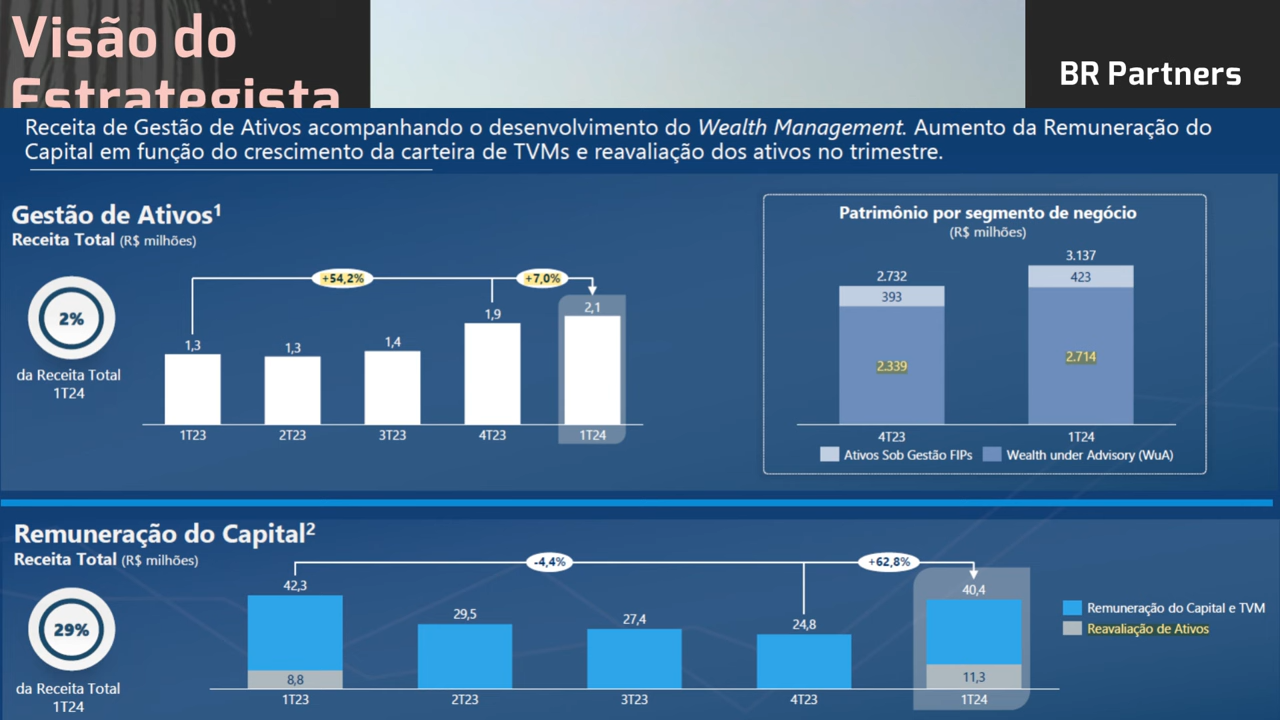 Visão do
Estrategista
BR Partners
Receita de Gestão de Ativos acompanhando o desenvolvimento do Wealth Management. Aumento da Remuneração do
Capital em função do crescimento da carteira de TVMs e reavaliação dos ativos no trimestre.
Gestão de Ativos¹
Receita Total (R$ milhões)
2%
da Receita Total
1T24
+54,2%
+7,0%
1,3
1,3
1,4
1,9
2,1
1T23
2T23
3T23
4T23
1T24
Patrimônio por segmento de negócio
(R$ milhões)
2.732
3.137
393
423
2.339
2.714
4T23
1T24
Ativos Sob Gestão FIPs
Wealth under Advisory (WuA)
Remuneração do Capital²
Receita Total (R$ milhões)
29%
da Receita Total
1T24
-4,4%
+62,8%
42,3
29,5
27,4
24,8
40,4
8,8
11,3
1T23
2T23
3T23
4T23
1T24
Remuneração do Capital e TVM
Reavaliação de Ativos